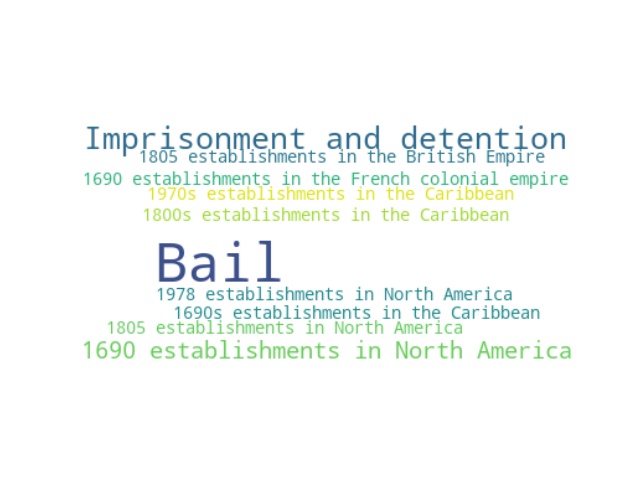 Imprisonment and detention
1805 establishments in the British Empire
1690 establishments in the French colonial empire
1970s establishments in the Caribbean
1800s establishments in the Caribbean
Bail
1978 establishments in North America
1690s establishments in the Caribbean
1805 establishments in North America
1690 establishments in North America